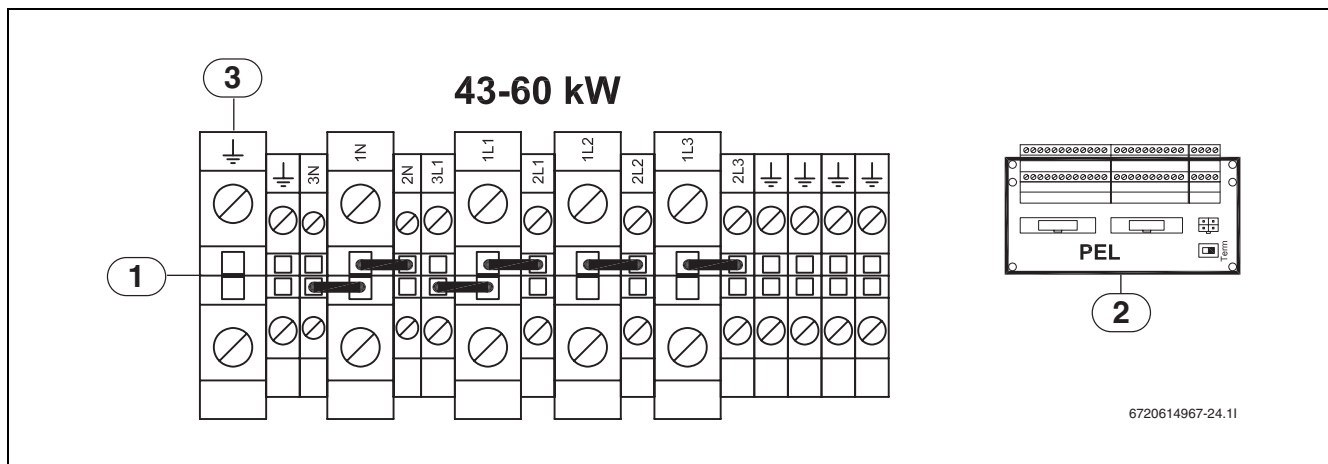 3
43-60 kW
3N
1N
2N
3L1
1L1
2L1
1L2
2L2
1L3
2L3
1
PEL
Term
2
6720614967-24.1I